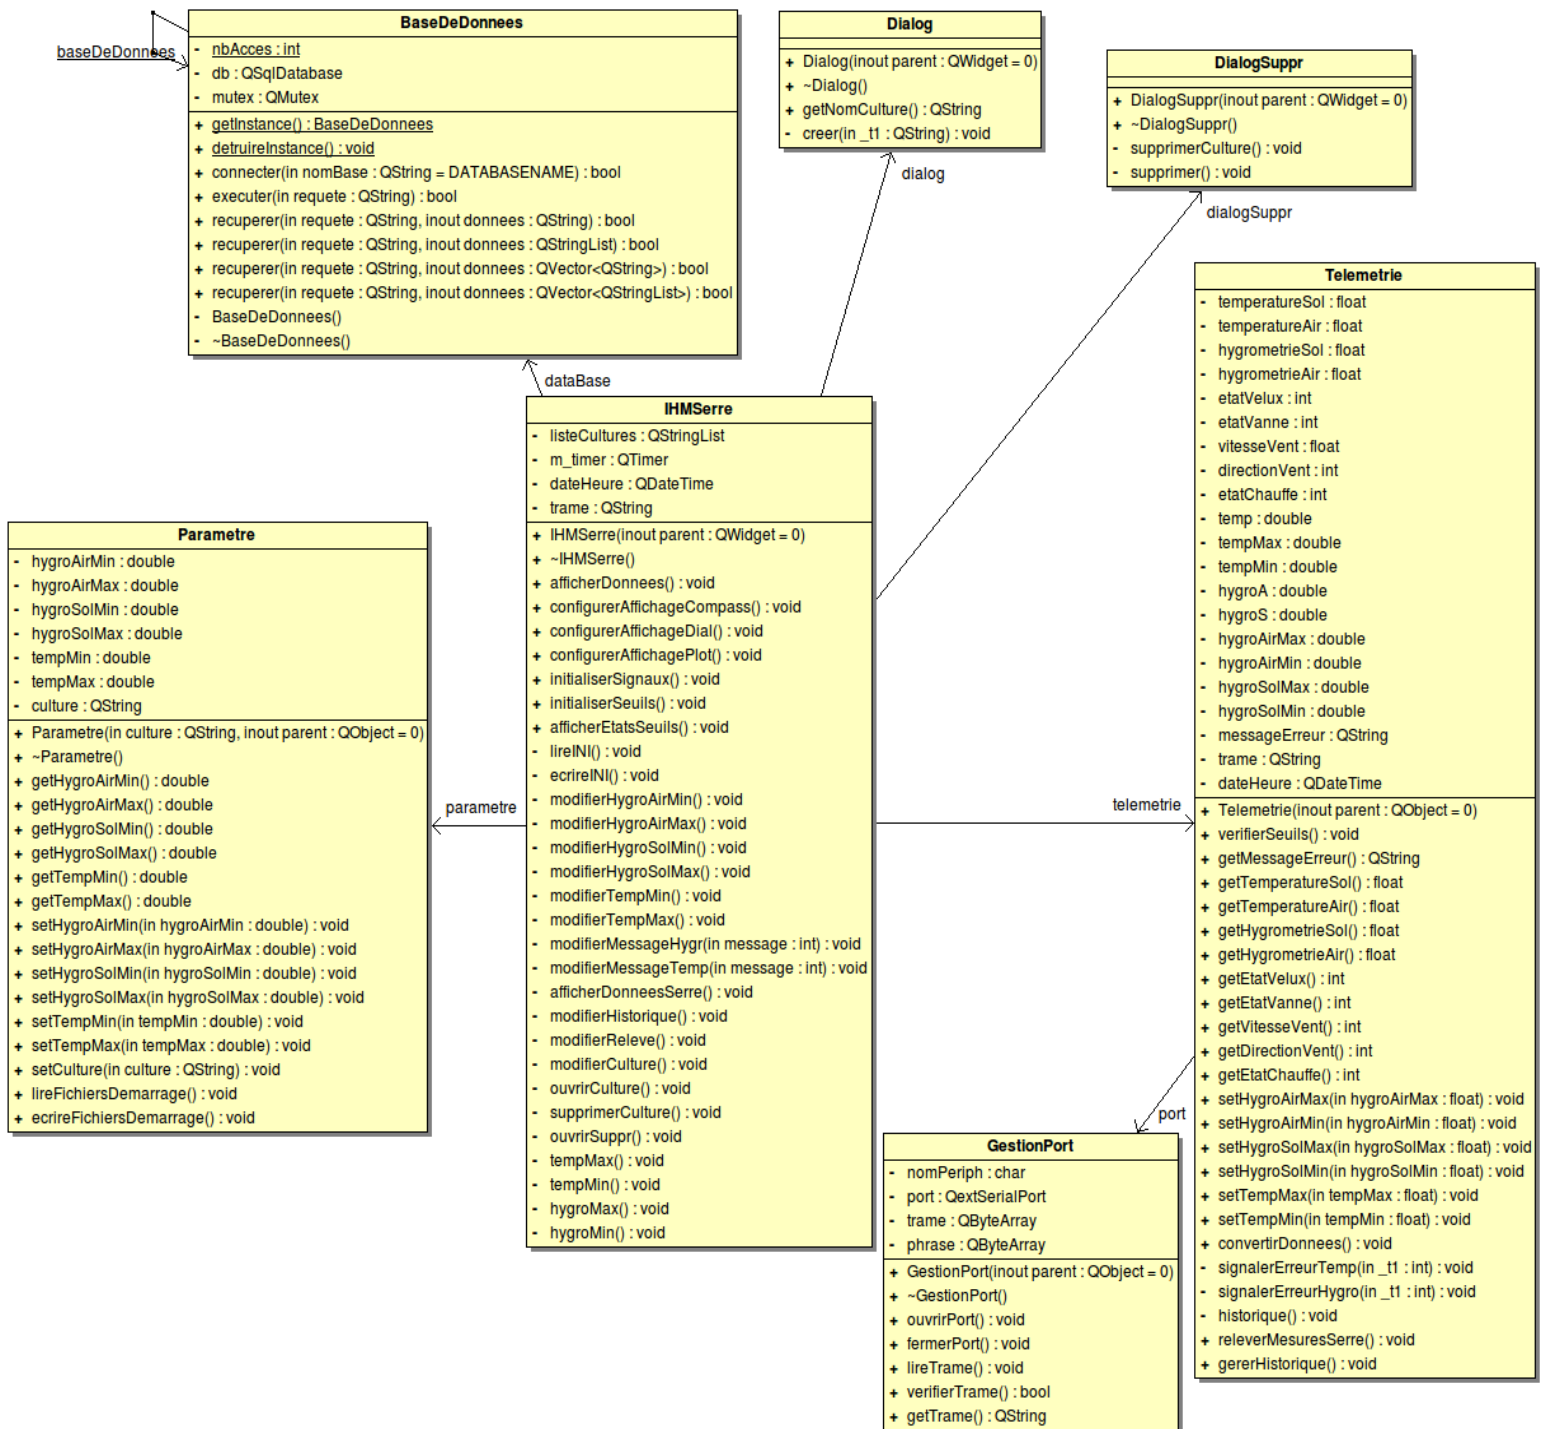 baseDeDonnees
BaseDeDonnees
- nbAcces : int
- db : QSqlDatabase
- mutex : QMutex
+ getInstance() : BaseDeDonnees
+ detruireInstance() : void
+ connecter(in nomBase : QString = DATABASENAME) : bool
+ executer(in requete : QString) : bool
+ recuperer(in requete : QString, inout donnees : QString) : bool
+ recuperer(in requete : QString, inout donnees : QStringList) : bool
+ recuperer(in requete : QString, inout donnees : QVector<QString>) : bool
+ recuperer(in requete : QString, inout donnees : QVector<QStringList>) : bool
- BaseDeDonnees()
- ~BaseDeDonnees()
Dialog
+ Dialog(inout parent : QWidget = 0)
+ ~Dialog()
+ getNomCulture() : QString
- creer(in _t1 : QString) : void
dialog
DialogSuppr
+ DialogSuppr(inout parent : QWidget = 0)
+ ~DialogSuppr()
- supprimerCulture() : void
- supprimer() : void
dialogSuppr
dataBase
IHMSerre
- listeCultures : QStringList
- m_timer : QTimer
- dateHeure : QDateTime
- trame : QString
+ IHMSerre(inout parent : QWidget = 0)
+ ~IHMSerre()
+ afficherDonnees() : void
+ configurerAffichageCompass() : void
+ configurerAffichageDial() : void
+ configurerAffichagePlot() : void
+ initialiserSignaux() : void
+ initialiserSeuils() : void
+ afficherEtatsSeuils() : void
- lireINI() : void
- ecrireINI() : void
- modifierHygroAirMin() : void
- modifierHygroAirMax() : void
- modifierHygroSolMin() : void
- modifierHygroSolMax() : void
- modifierTempMin() : void
- modifierTempMax() : void
- modifierMessageHygr(in message : int) : void
- modifierMessageTemp(in message : int) : void
- afficherDonneesSerre() : void
- modifierHistorique() : void
- modifierReleve() : void
- modifierCulture() : void
- ouvrirCulture() : void
- supprimerCulture() : void
- ouvrirSuppr() : void
- tempMax() : void
- tempMin() : void
- hygroMax() : void
- hygroMin() : void
parametre
Parametre
- hygroAirMin : double
- hygroAirMax : double
- hygroSolMin : double
- hygroSolMax : double
- tempMin : double
- tempMax : double
- culture : QString
+ Parametre(in culture : QString, inout parent : QObject = 0)
+ ~Parametre()
+ getHygroAirMin() : double
+ getHygroAirMax() : double
+ getHygroSolMin() : double
+ getHygroSolMax() : double
+ getTempMin() : double
+ getTempMax() : double
+ setHygroAirMin(in hygroAirMin : double) : void
+ setHygroAirMax(in hygroAirMax : double) : void
+ setHygroSolMin(in hygroSolMin : double) : void
+ setHygroSolMax(in hygroSolMax : double) : void
+ setTempMin(in tempMin : double) : void
+ setTempMax(in tempMax : double) : void
+ setCulture(in culture : QString) : void
+ lireFichiersDemarrage() : void
+ ecrireFichiersDemarrage() : void
telemetrie
Telemetrie
- temperatureSol : float
- temperatureAir : float
- hygrometrieSol : float
- hygrometrieAir : float
- etatVelux : int
- etatVanne : int
- vitesseVent : float
- directionVent : int
- etatChauffe : int
- temp : double
- tempMax : double
- tempMin : double
- hygroA : double
- hygroS : double
- hygroAirMax : double
- hygroAirMin : double
- hygroSolMax : double
- hygroSolMin : double
- messageErreur : QString
- trame : QString
- dateHeure : QDateTime
+ Telemetrie(inout parent : QObject = 0)
+ verifierSeuils() : void
+ getMessageErreur() : QString
+ getTemperatureSol() : float
+ getTemperatureAir() : float
+ getHygrometrieSol() : float
+ getHygrometrieAir() : float
+ getEtatVelux() : int
+ getEtatVanne() : int
+ getVitesseVent() : int
+ getDirectionVent() : int
+ getEtatChauffe() : int
+ setHygroAirMax(in hygroAirMax : float) : void
+ setHygroAirMin(in hygroAirMin : float) : void
+ setHygroSolMax(in hygroSolMax : float) : void
+ setHygroSolMin(in hygroSolMin : float) : void
+ setTempMax(in tempMax : float) : void
+ setTempMin(in tempMin : float) : void
+ convertirDonnees() : void
- signalerErreurTemp(in _t1 : int) : void
- signalerErreurHygro(in _t1 : int) : void
- historique() : void
+ releverMesuresSerre() : void
+ gererHistorique() : void
port
GestionPort
- nomPeriph : char
- port : QextSerialPort
- trame : QByteArray
- phrase : QByteArray
+ GestionPort(inout parent : QObject = 0)
+ ~GestionPort()
+ ouvrirPort() : void
+ fermerPort() : void
+ lireTrame() : void
+ verifierTrame() : bool
+ getTrame() : QString